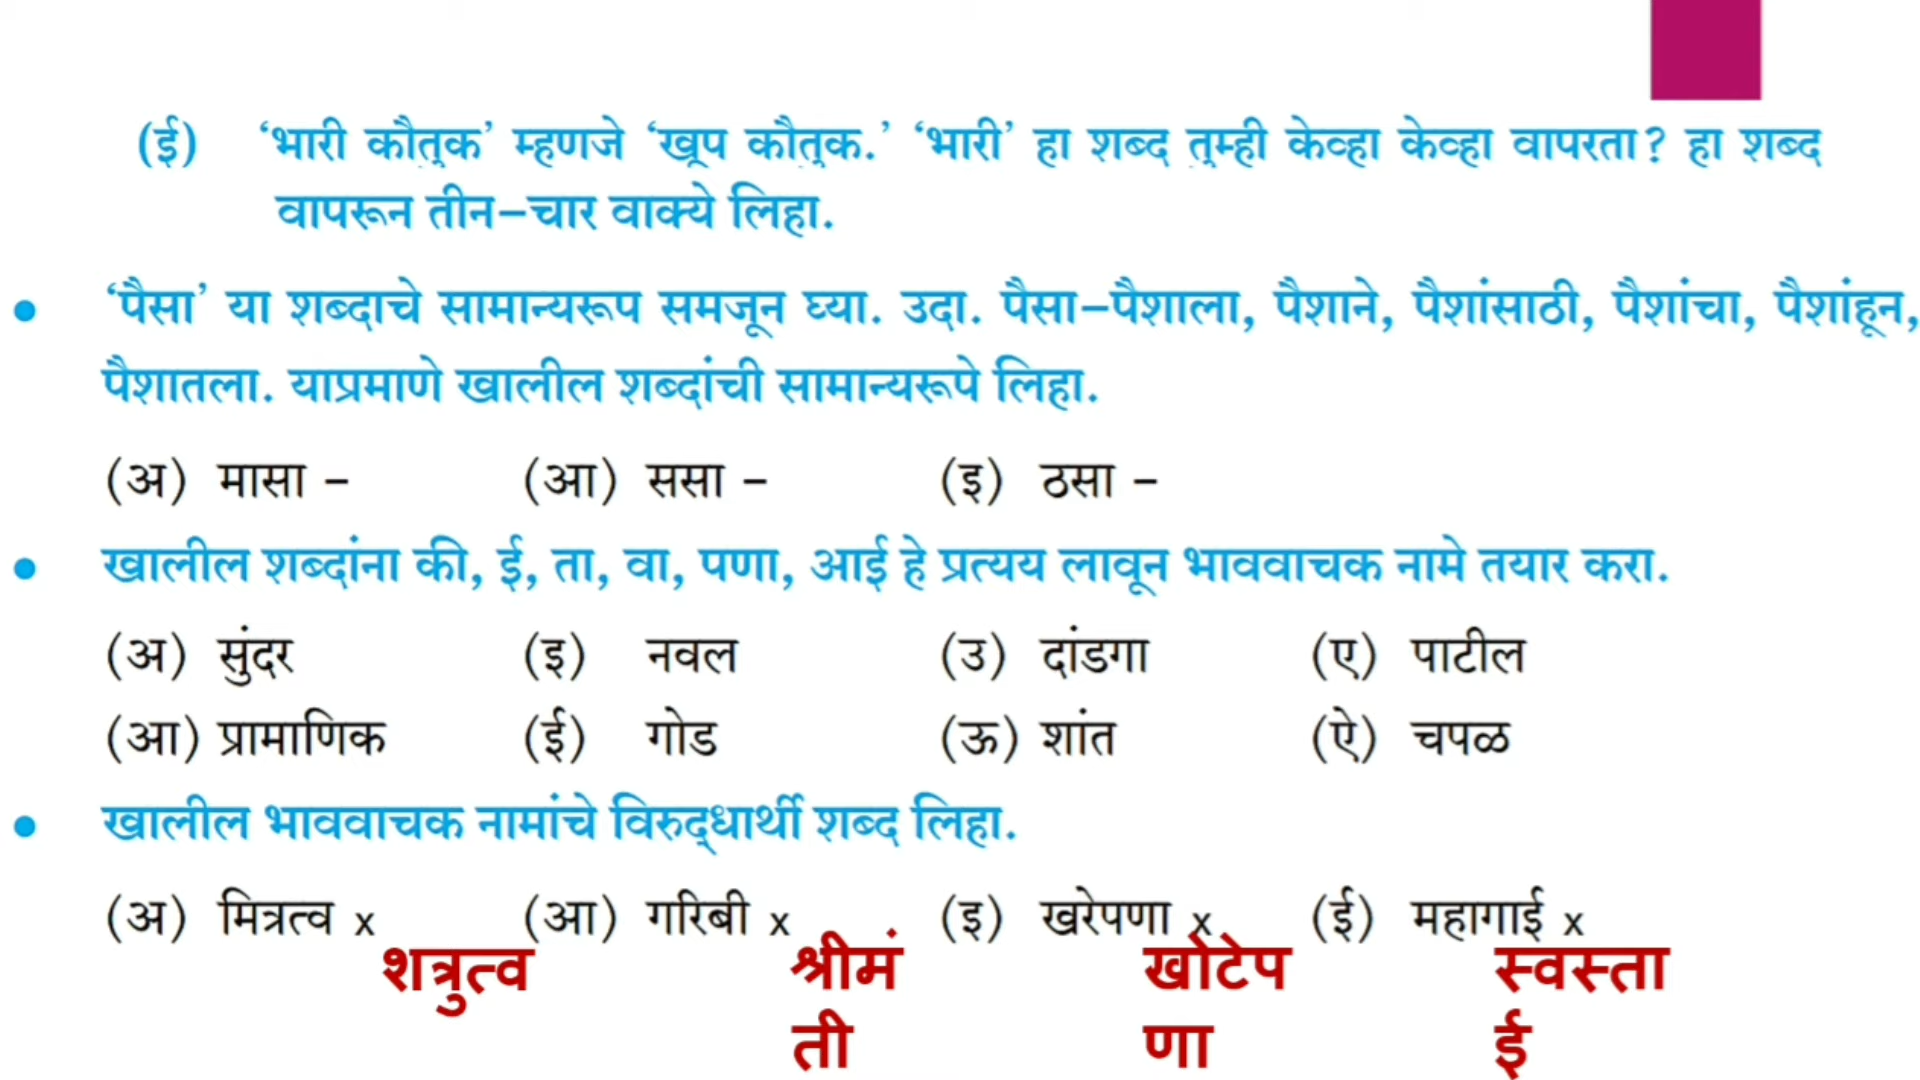 (ई) ‘भारी कौतुक’ म्हणजे ‘खूप कौतुक.’ ‘भारी’ हा शब्द तुम्ही केव्हा केव्हा वापरता? हा शब्द
वापरून तीन–चार वाक्ये लिहा.
• ‘पैसा’ या शब्दाचे सामान्यरूप समजून घ्या. उदा. पैसा–पैशाला, पैशाने, पैशांसाठी, पैशांचा, पैशांहून,
पैशातला. याप्रमाणे खालील शब्दांची सामान्यरूपे लिहा.
(अ) मासा – (आ) ससा – (इ) ठसा –
• खालील शब्दांना की, ई, ता, वा, पणा, आई हे प्रत्यय लावून भाववाचक नामे तयार करा.
(अ) सुंदर (इ) नवल (उ) दांडगा (ए) पाटील
(आ) प्रामाणिक (ई) गोड (ऊ) शांत (ऐ) चपळ
• खालील भाववाचक नामांचे विरुद्धार्थी शब्द लिहा.
(अ) मित्रत्व x (आ) गरिबी x (इ) खरेपणा x (ई) महागाई x
शत्रुत्व श्रीमं खोटेप स्वस्ता
ती णा ई